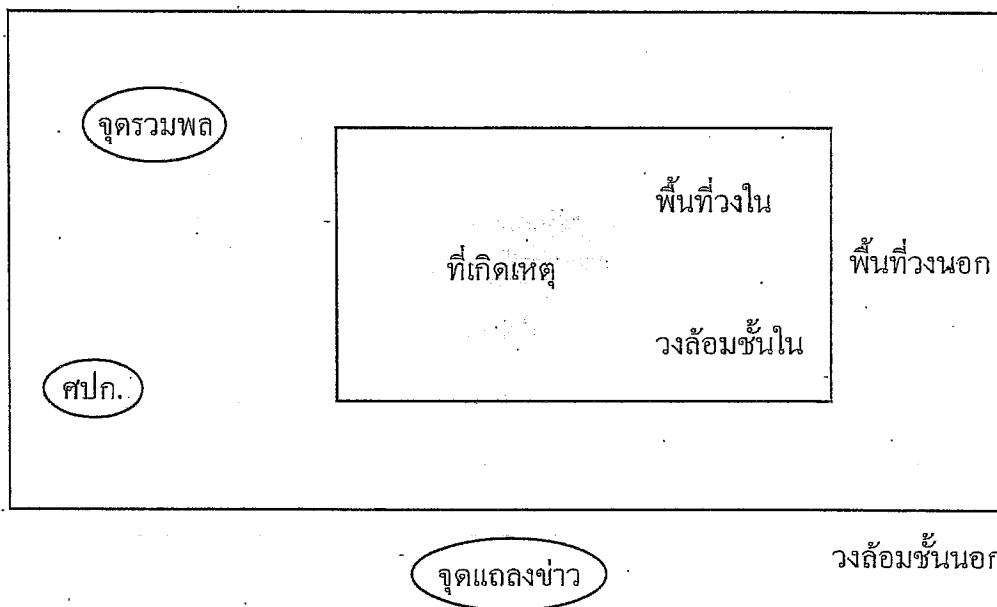 จุดรวมพล
พื้นที่วงใน
ที่เกิดเหตุ
พื้นที่วงนอก
วงล้อมชั้นใน
ศปก.
วงล้อมชั้นนอก
จุดแถลงข่าว